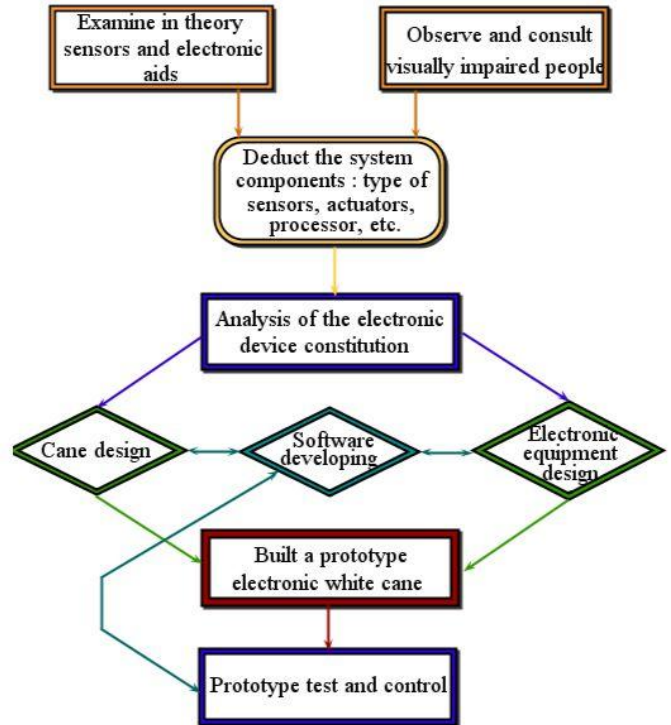 Examine in theory
sensors and electronic
aids
Observe and consult
visually impaired people
Deduct the system
components : type of
sensors, actuators,
processor, etc.
Analysis of the electronic
device constitution
Cane design
Software
developing
Electronic
equipment
design
Built a prototype
electronic white cane
Prototype test and control